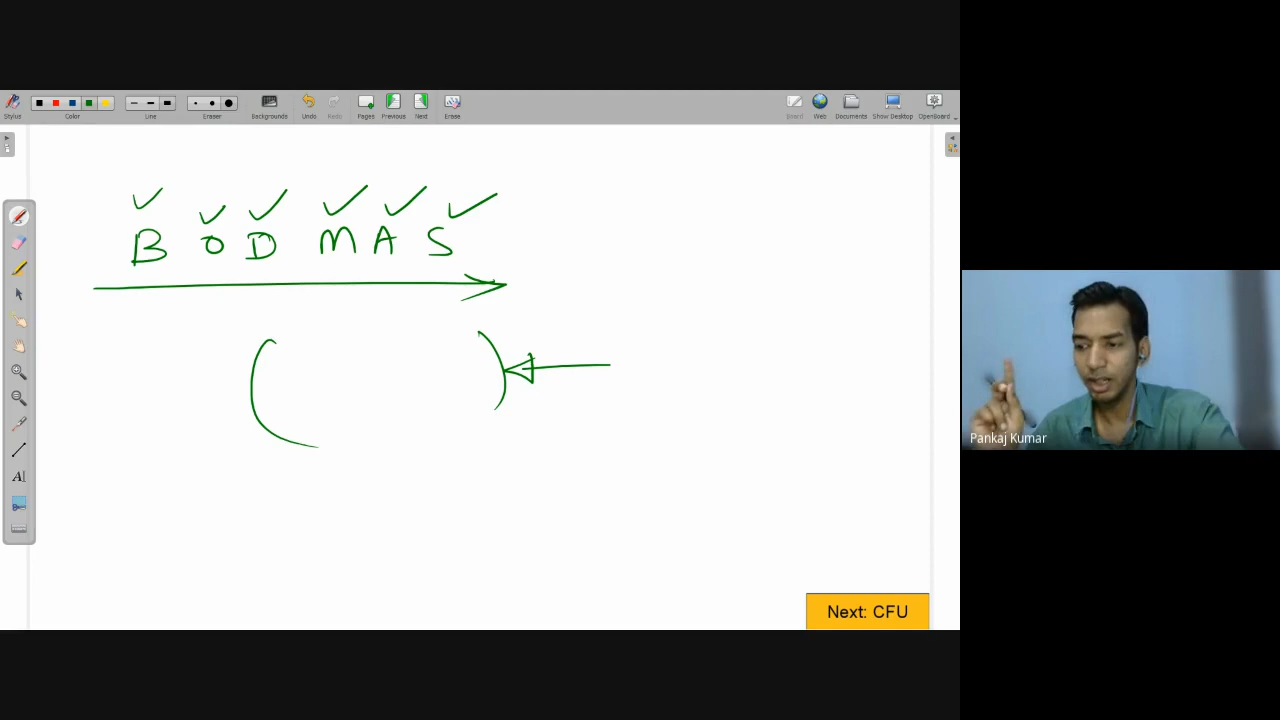 Stylus Color Line Eraser Backgrounds Undo Redo Pages Previous Next Erase Board Web Documents Show Desktop OpenBoard
B O D M A S
( )
Pankaj Kumar
Next: CFU